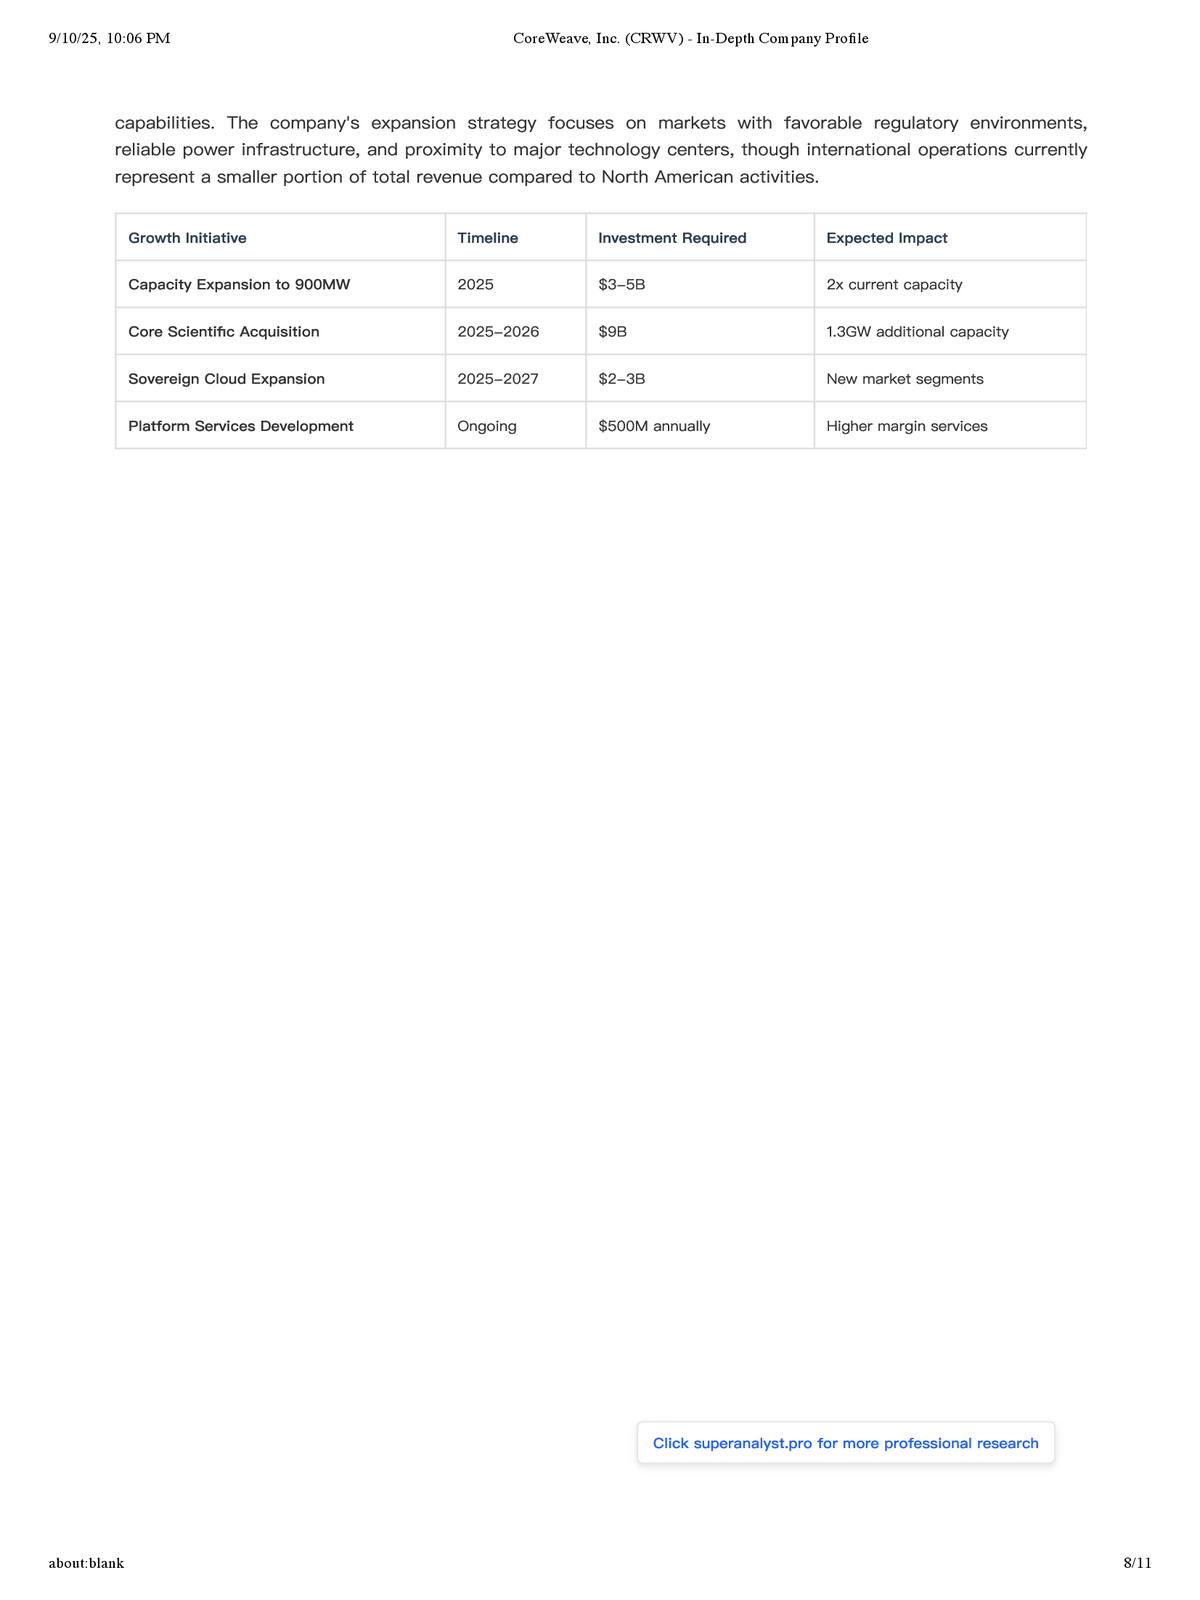 9/10/25, 10:06 PM CoreWeave, Inc. (CRWV) - In-Depth Company Profile
capabilities. The company's expansion strategy focuses on markets with favorable regulatory environments,
reliable power infrastructure, and proximity to major technology centers, though international operations currently
represent a smaller portion of total revenue compared to North American activities.
Growth Initiative Timeline Investment Required Expected Impact
Capacity Expansion to 900MW 2025 $3–5B 2x current capacity
Core Scientific Acquisition 2025–2026 $9B 1.3GW additional capacity
Sovereign Cloud Expansion 2025–2027 $2–3B New market segments
Platform Services Development Ongoing $500M annually Higher margin services
Click superanalyst.pro for more professional research
about:blank 8/11